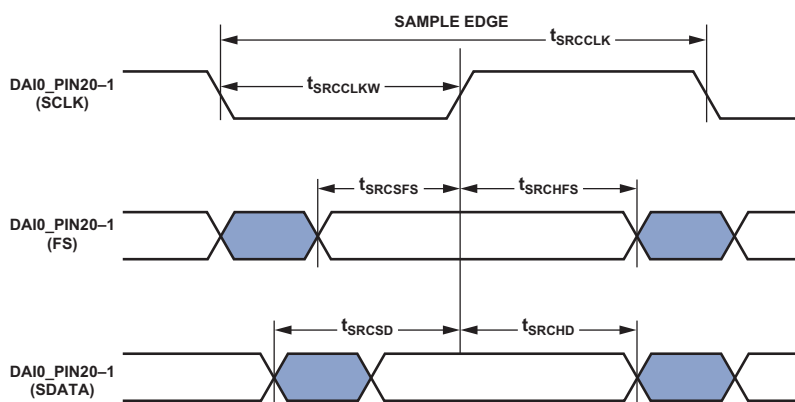 SAMPLE EDGE
tSRCCLK
DAI0_PIN20–1
(SCLK)
tSRCCLKW
tSRCSFS
tSRCHFS
DAI0_PIN20–1
(FS)
tSRCSD
tSRCHD
DAI0_PIN20–1
(SDATA)